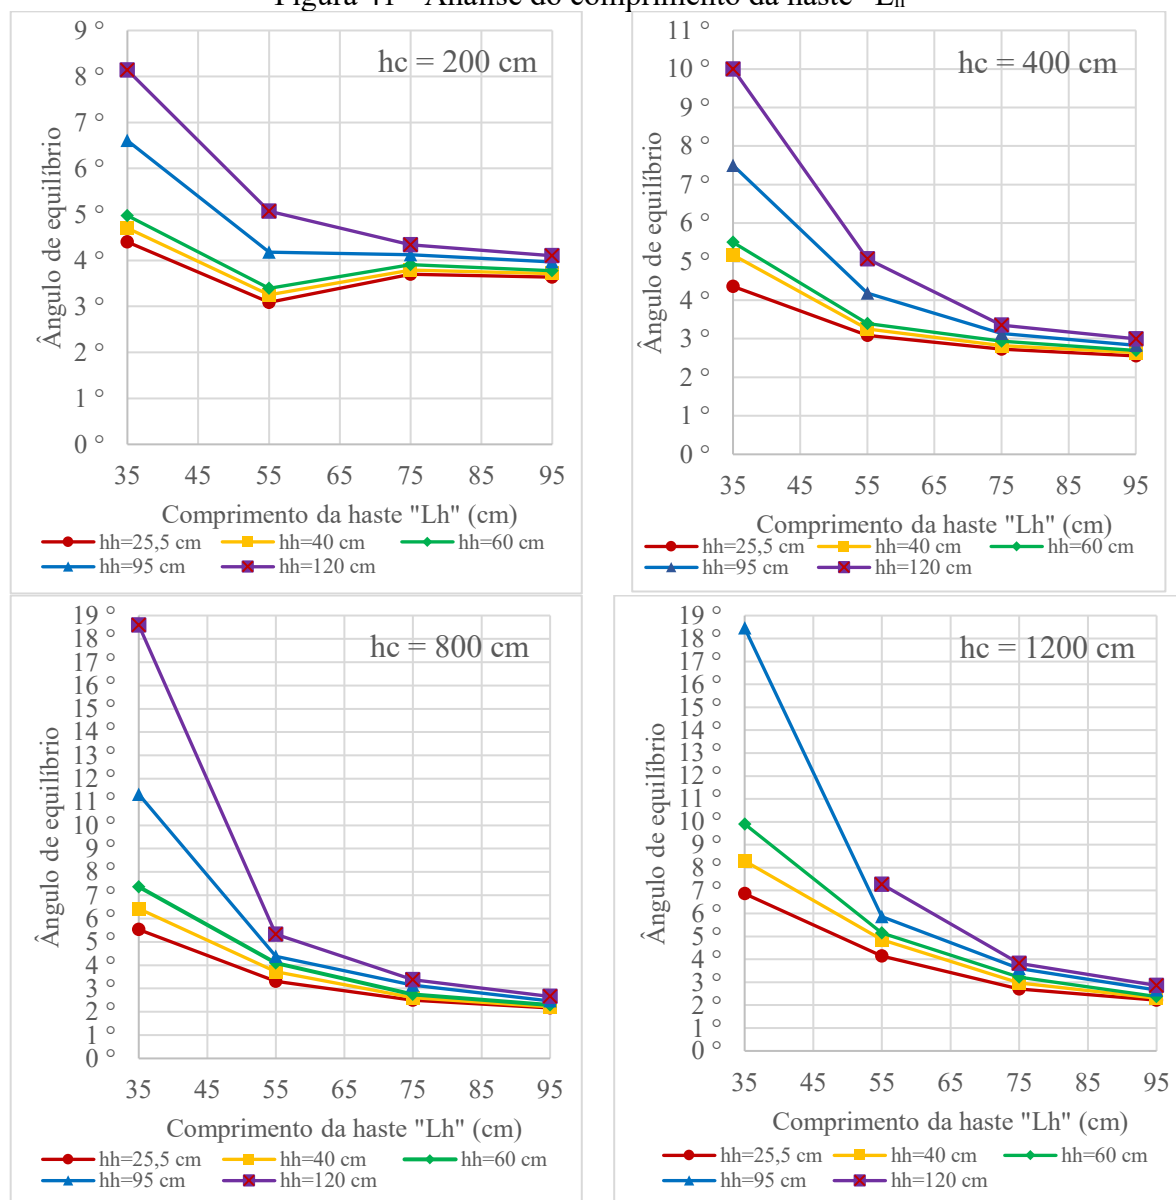 Figura 41 - Análise do comprimento da haste "Lh"
9 °
8 °
7 °
6 °
5 °
4 °
3 °
2 °
1 °
0 °
hc = 200 cm
Ângulo de equilíbrio
35 45 55 65 75 85 95
Comprimento da haste "Lh" (cm)
hh=25,5 cm hh=40 cm hh=60 cm
hh=95 cm hh=120 cm
11 °
10 °
9 °
8 °
7 °
6 °
5 °
4 °
3 °
2 °
1 °
0 °
hc = 400 cm
Ângulo de equilíbrio
35 45 55 65 75 85 95
Comprimento da haste "Lh" (cm)
hh=25,5 cm hh=40 cm hh=60 cm
hh=95 cm hh=120 cm
19 °
18 °
17 °
16 °
15 °
14 °
13 °
12 °
11 °
10 °
9 °
8 °
7 °
6 °
5 °
4 °
3 °
2 °
1 °
0 °
hc = 800 cm
Ângulo de equilíbrio
35 45 55 65 75 85 95
Comprimento da haste "Lh" (cm)
hh=25,5 cm hh=40 cm hh=60 cm
hh=95 cm hh=120 cm
19 °
18 °
17 °
16 °
15 °
14 °
13 °
12 °
11 °
10 °
9 °
8 °
7 °
6 °
5 °
4 °
3 °
2 °
1 °
0 °
hc = 1200 cm
Ângulo de equilíbrio
35 45 55 65 75 85 95
Comprimento da haste "Lh" (cm)
hh=25,5 cm hh=40 cm hh=60 cm
hh=95 cm hh=120 cm